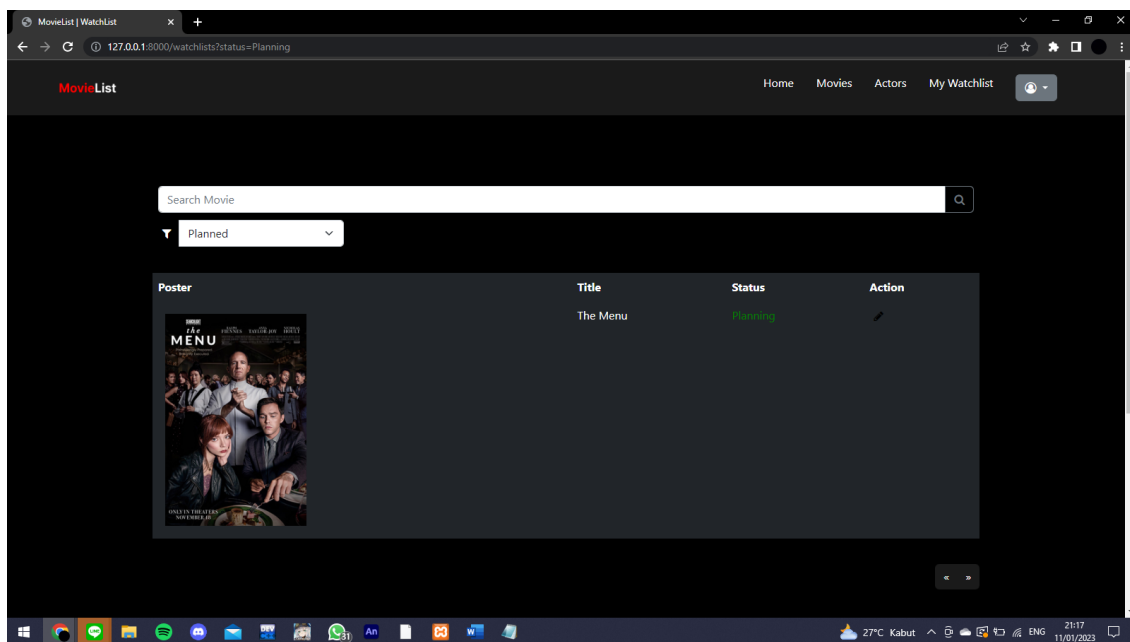 MovieList | WatchList
127.0.0.1:8000/watchlists?status=Planning
MovieList
Home Movies Actors My Watchlist
Search Movie
Planned
Poster Title Status Action
The Menu Planning
the
MENU
ONLY IN THEATERS
NOVEMBER 18
« »
27°C Kabut ENG 21:17
11/01/2023